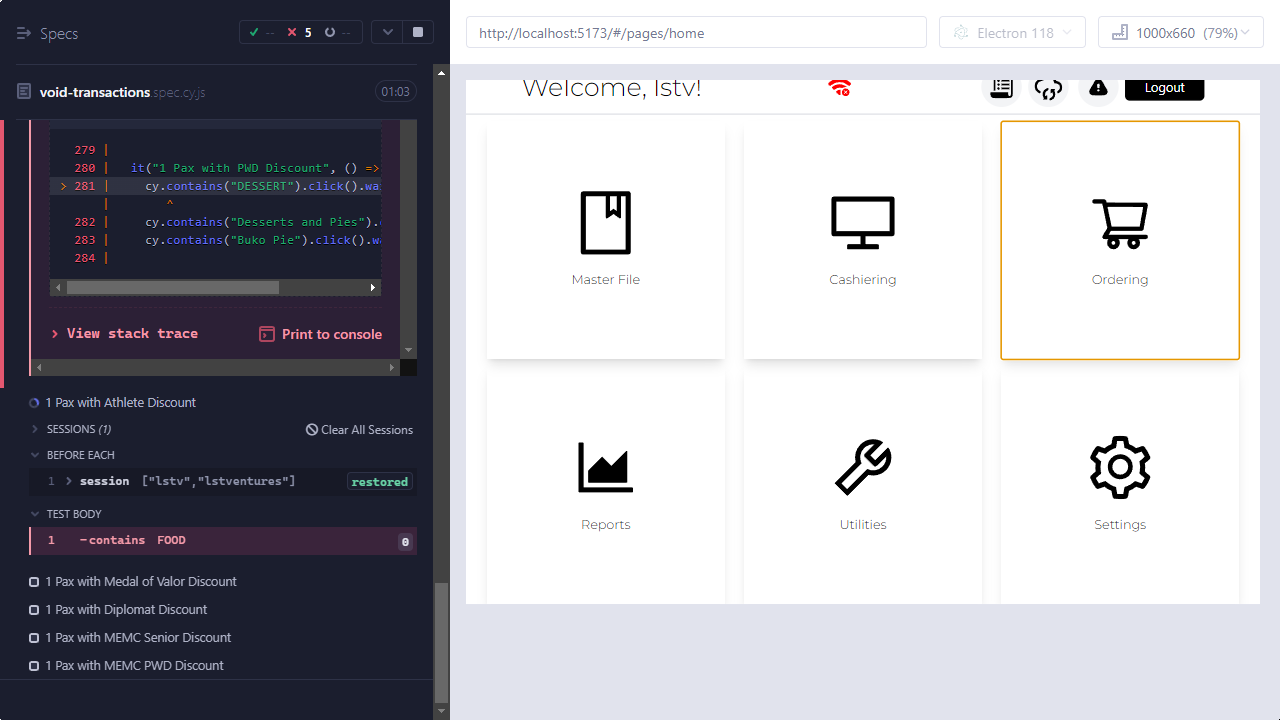 Specs
-- 5 --
void-transactions spec.cy.js
01:03
279 |
280 | it("1 Pax with PWD Discount", () =>
> 281 | cy.contains("DESSERT").click().wa
| ^
282 | cy.contains("Desserts and Pies").
283 | cy.contains("Buko Pie").click().w
284 |
View stack trace
Print to console
1 Pax with Athlete Discount
SESSIONS (1)
Clear All Sessions
BEFORE EACH
1 session ["lstv","lstventures"] restored
TEST BODY
1 -contains FOOD 0
1 Pax with Medal of Valor Discount
1 Pax with Diplomat Discount
1 Pax with MEMC Senior Discount
1 Pax with MEMC PWD Discount
http://localhost:5173/#/pages/home
Electron 118
1000x660 (79%)
Welcome, lstv!
Logout
Master File
Cashiering
Ordering
Reports
Utilities
Settings